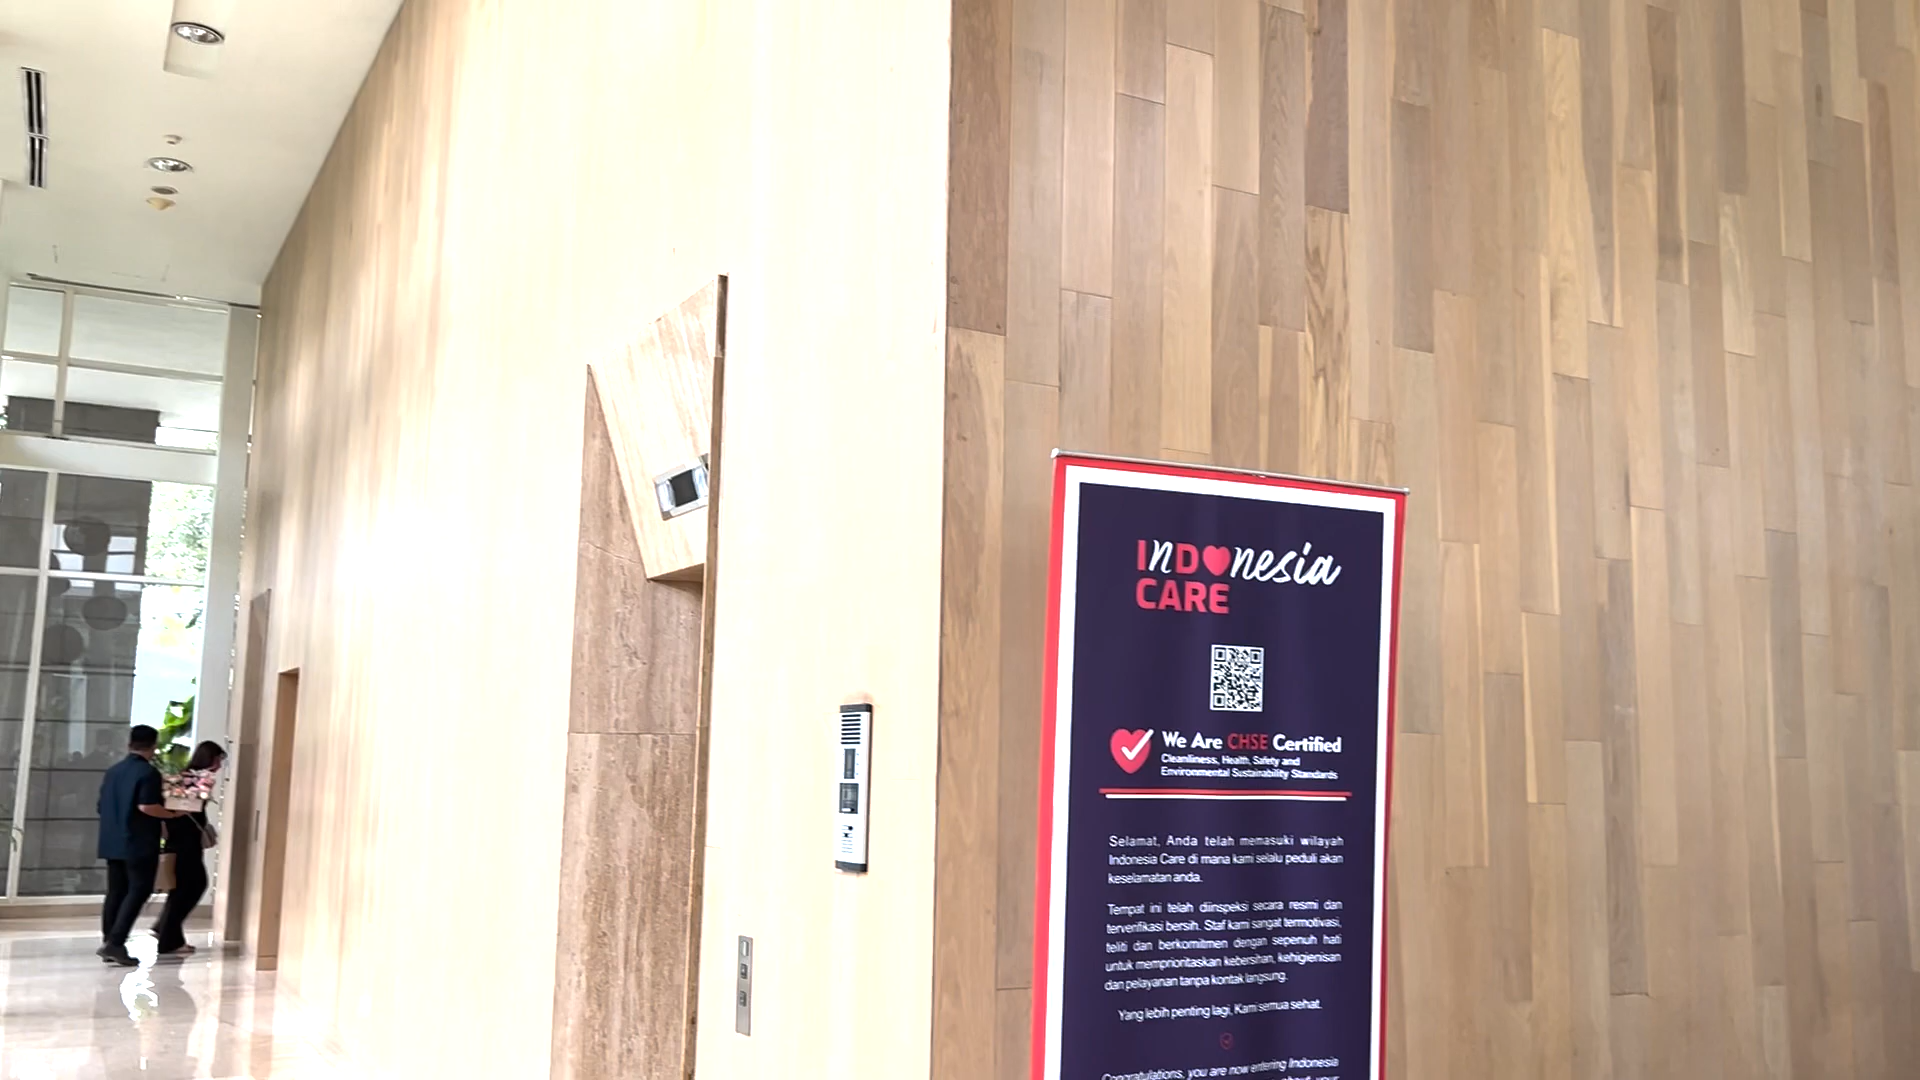 INDONesia
CARE
We Are CHSE Certified
Cleanliness, Health, Safety and
Environmental Sustainability Standards
Selamat, Anda telah memasuki wilayah
Indonesia Care di mana kami selalu peduli akan
keselamatan anda.
Tempat ini telah diinspeksi secara resmi dan
terverifikasi bersih. Staf kami sangat termotivasi,
teliti dan berkomitmen dengan sepenuh hati
untuk memprioritaskan kebersihan, kehigienisan
dan pelayanan tanpa kontak langsung.
Yang lebih penting lagi, Kami semua sehat.
Congratulations, you are now entering Indonesia
your